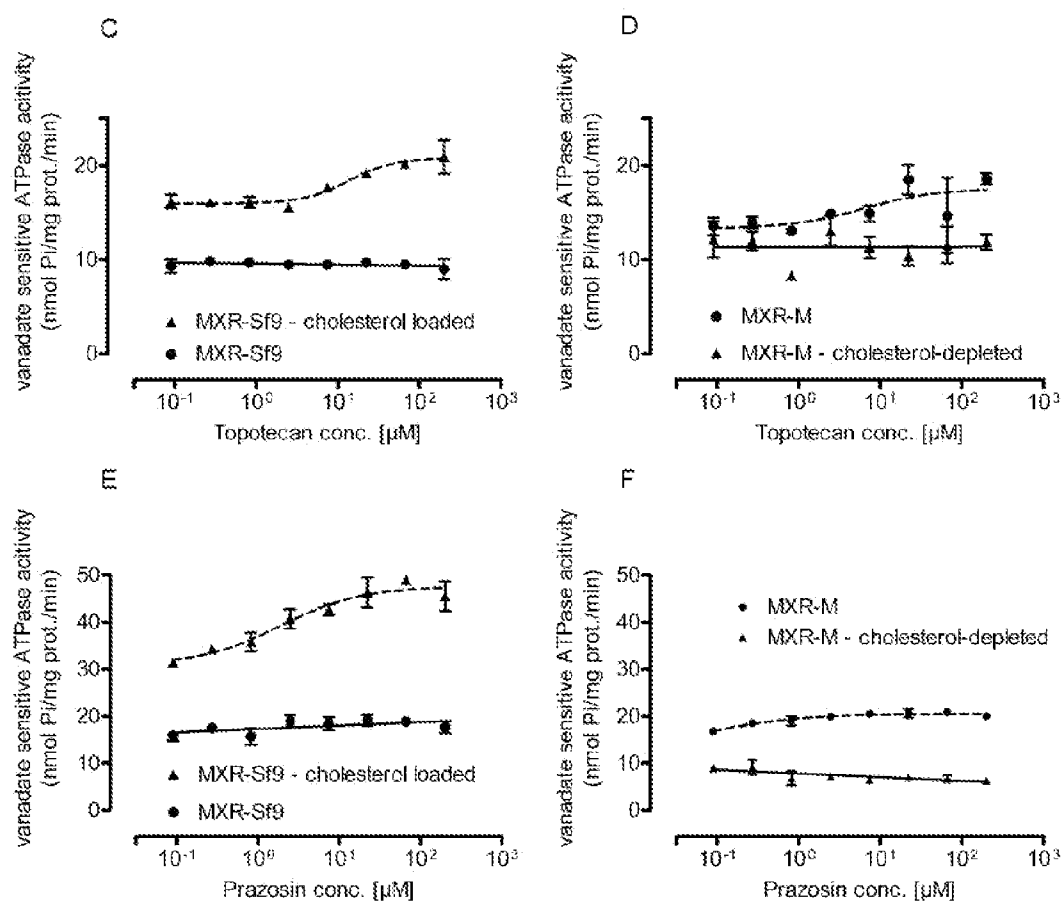 C
vanadate sensitive ATPase acitivity
(nmol Pi/mg prot./min)
20
10
0
MXR-Sf9 - cholesterol loaded
MXR-Sf9
10-1
100
101
102
103
Topotecan conc. [µM]
D
vanadate sensitive ATPase acitivity
(nmol Pi/mg prot./min)
20
10
0
MXR-M
MXR-M - cholesterol-depleted
10-1
100
101
102
103
Topotecan conc. [µM]
E
vanadate sensitive ATPase acitivity
(nmol Pi/mg prot./min)
50
40
30
20
10
0
MXR-Sf9 - cholesterol loaded
MXR-Sf9
10-1
100
101
102
103
Prazosin conc. [µM]
F
vanadate sensitive ATPase acitivity
(nmol Pi/mg prot./min)
50
40
30
20
10
0
MXR-M
MXR-M - cholesterol-depleted
10-1
100
101
102
103
Prazosin conc. [µM]